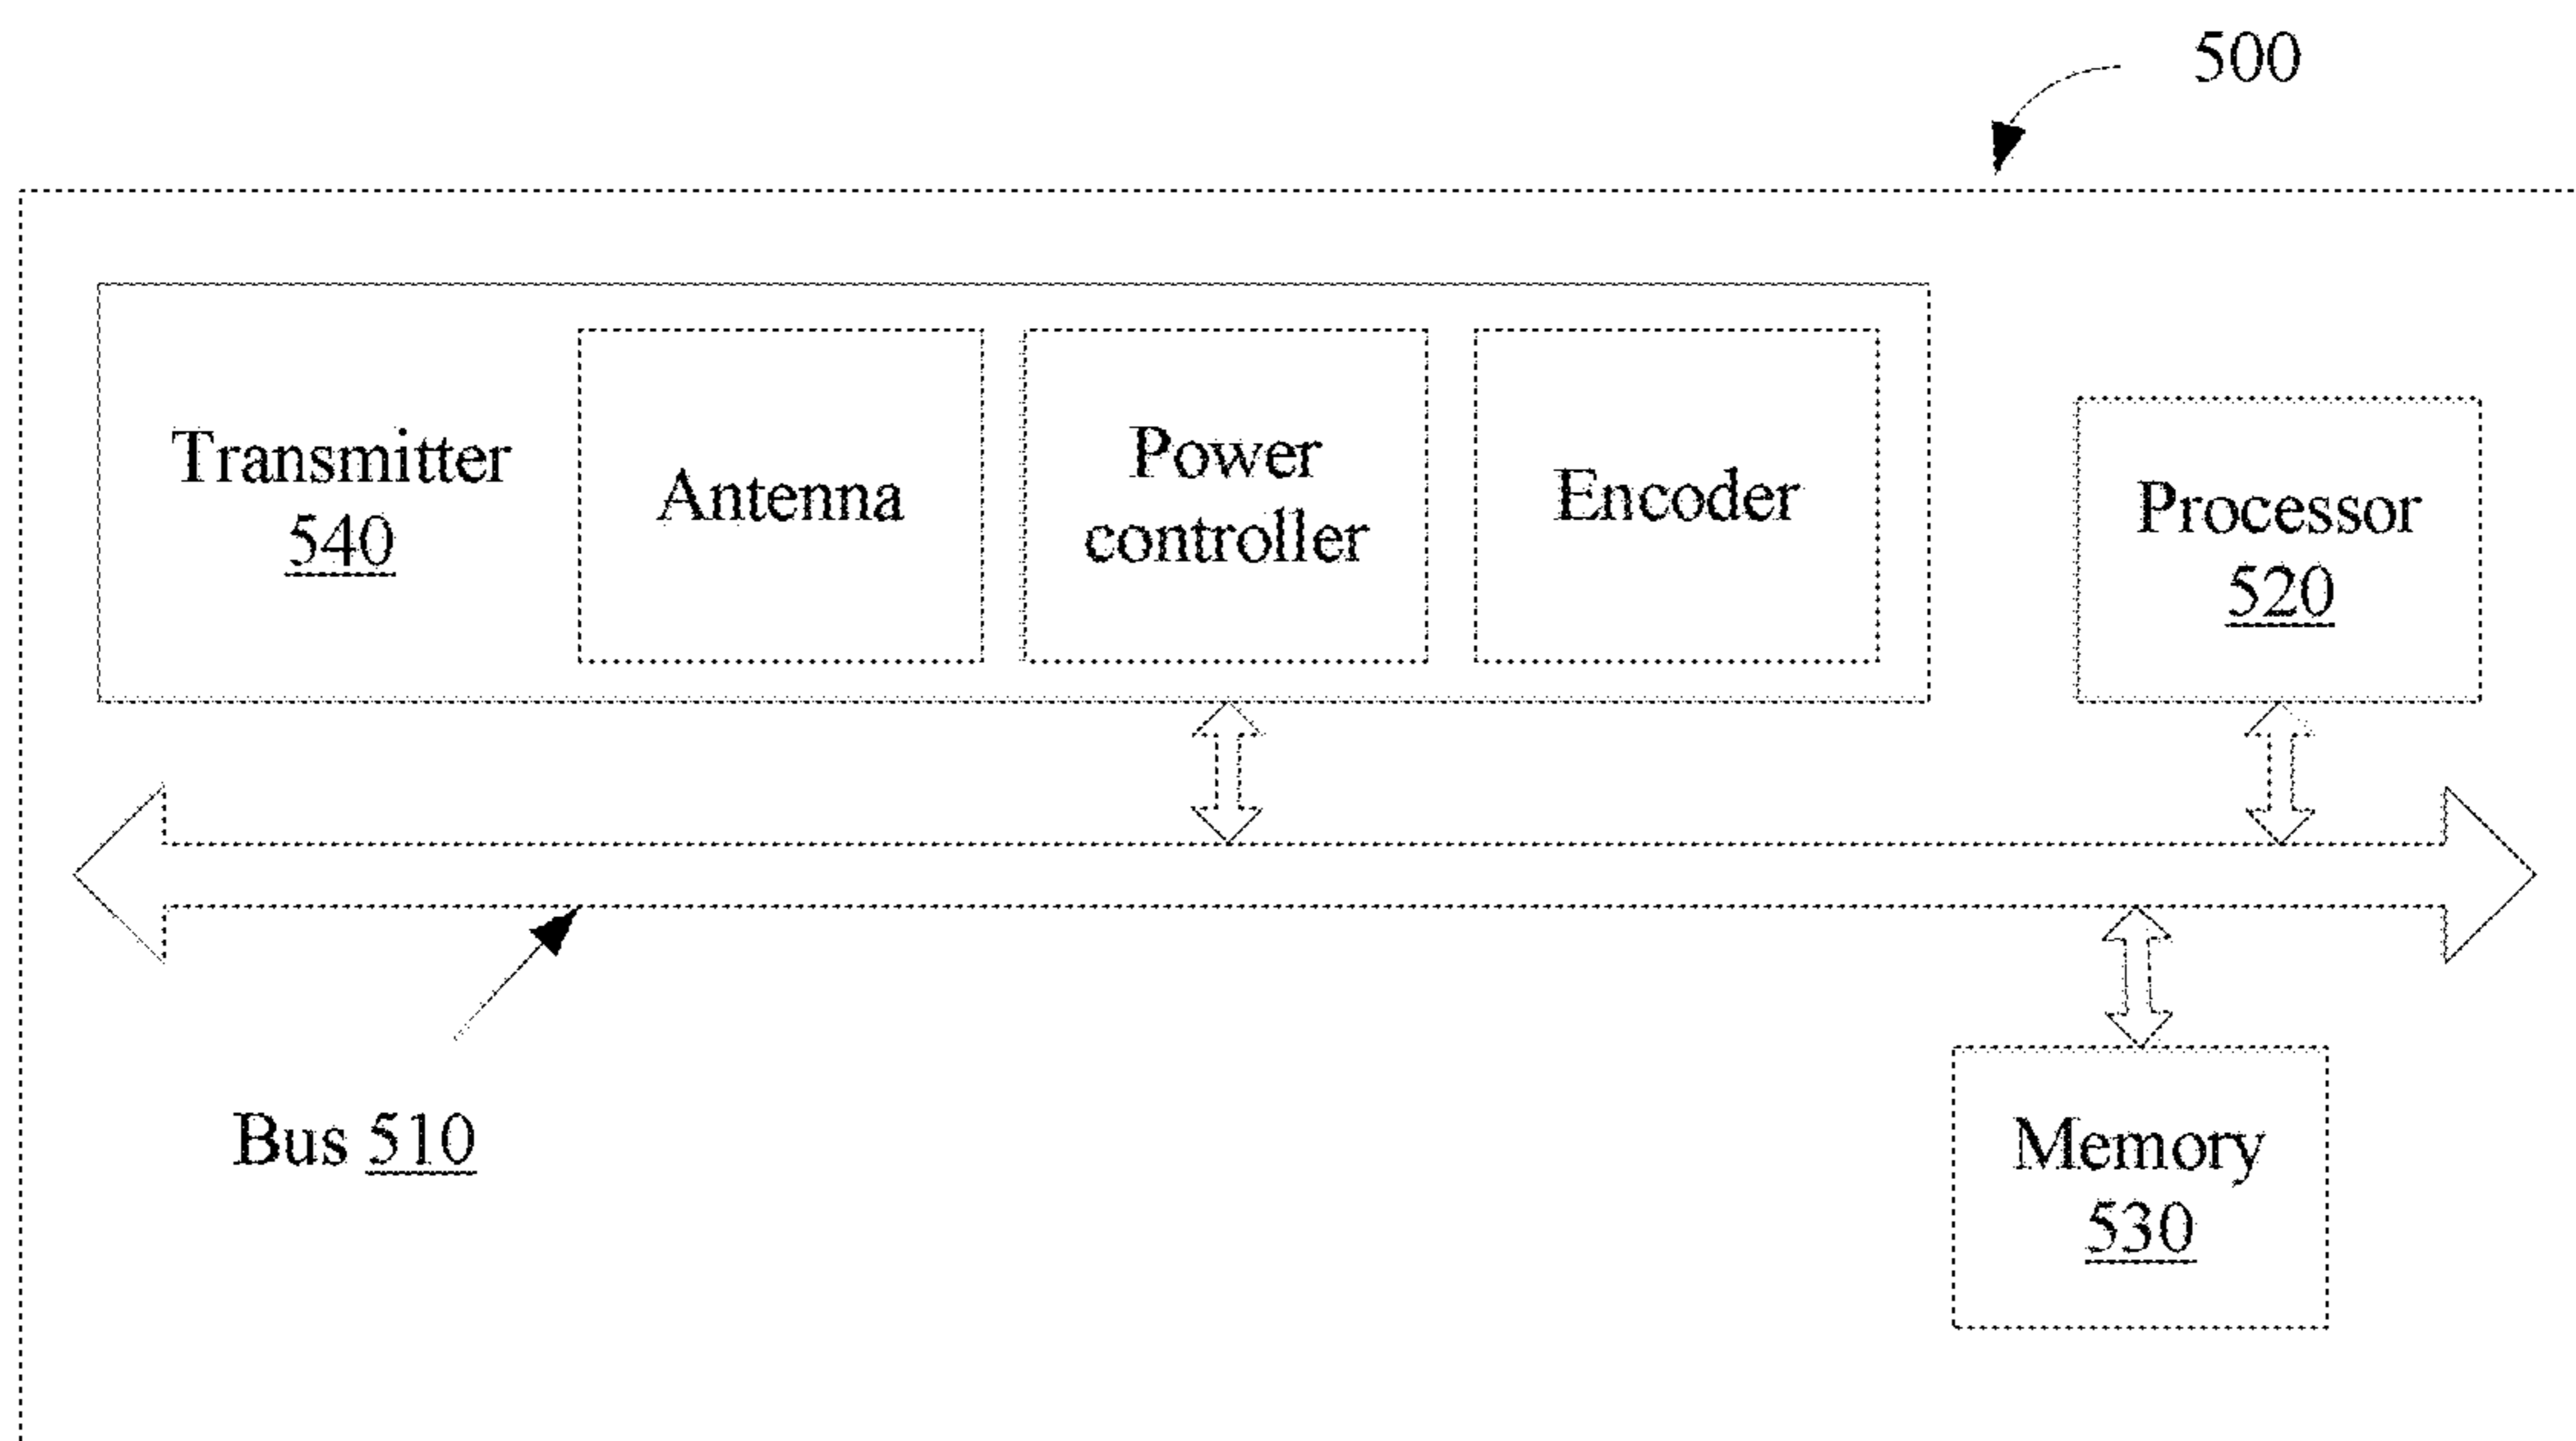 500
Transmitter
540
Antenna
Power
controller
Encoder
Processor
520
Bus 510
Memory
530